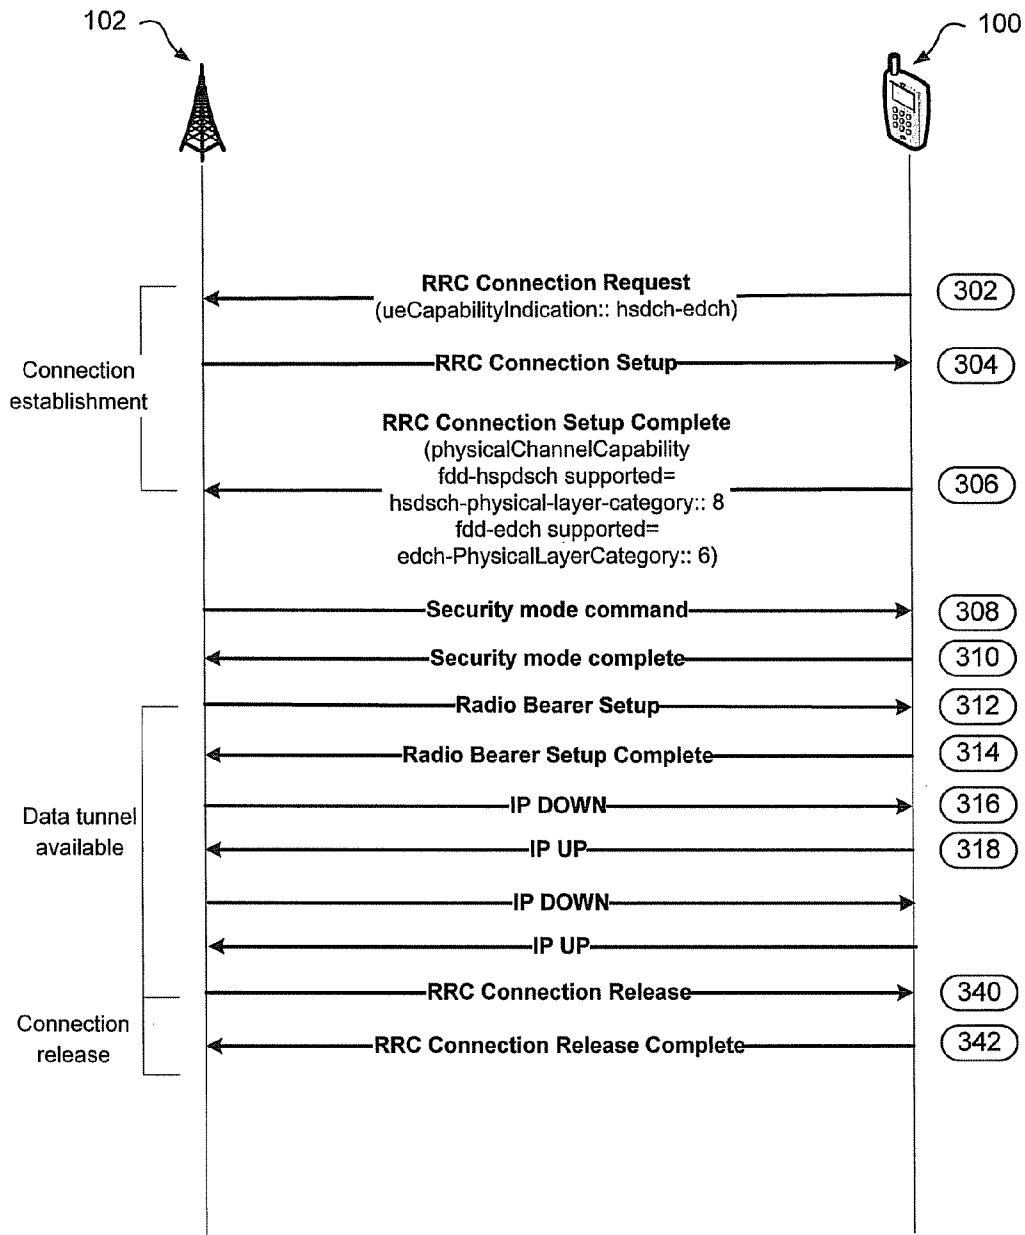 102
100
RRC Connection Request
(ueCapabilityIndication:: hsdch-edch)
302
RRC Connection Setup
304
Connection
establishment
RRC Connection Setup Complete
(physicalChannelCapability
fdd-hspdsch supported=
hsdsch-physical-layer-category:: 8
fdd-edch supported=
edch-PhysicalLayerCategory:: 6)
306
Security mode command
308
Security mode complete
310
Radio Bearer Setup
312
Radio Bearer Setup Complete
314
Data tunnel
available
IP DOWN
316
IP UP
318
IP DOWN
IP UP
RRC Connection Release
340
Connection
release
RRC Connection Release Complete
342